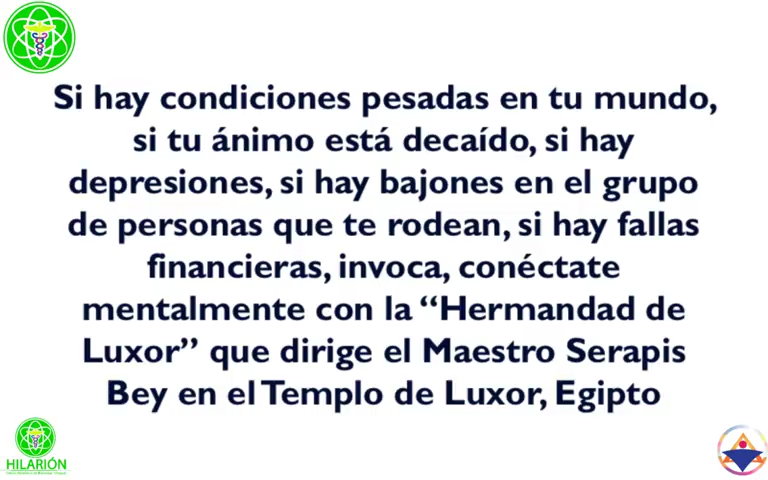 Si hay condiciones pesadas en tu mundo,
si tu ánimo está decaído, si hay
depresiones, si hay bajones en el grupo
de personas que te rodean, si hay fallas
financieras, invoca, conéctate
mentalmente con la “Hermandad de
Luxor” que dirige el Maestro Serapis
Bey en el Templo de Luxor, Egipto
HILARIÓN